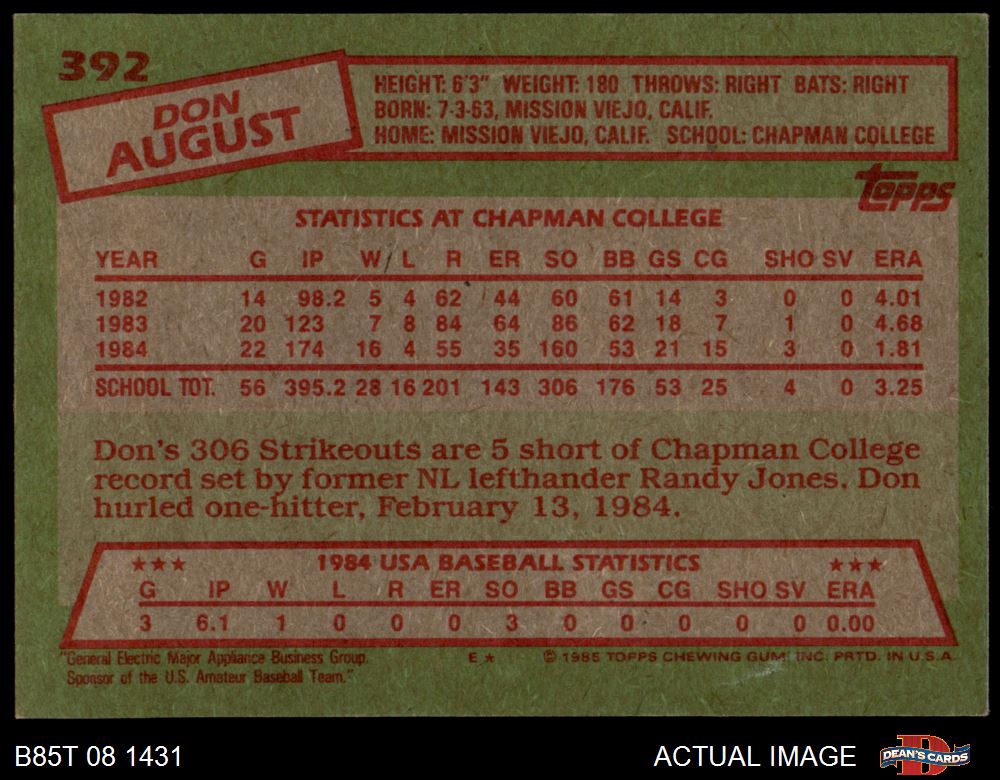 392
DON
AUGUST
HEIGHT: 6'3" WEIGHT: 180 THROWS: RIGHT BATS: RIGHT
BORN: 7-3-63, MISSION VIEJO, CALIF.
HOME: MISSION VIEJO, CALIF. SCHOOL: CHAPMAN COLLEGE
topps
STATISTICS AT CHAPMAN COLLEGE
YEAR G IP W L R ER SO BB GS CG SHO SV ERA
1982 14 98.2 5 4 62 44 60 61 14 3 0 0 4.01
1983 20 123 7 8 84 64 86 62 18 7 1 0 4.68
1984 22 174 16 4 55 35 160 53 21 15 3 0 1.81
SCHOOL TOT. 56 395.2 28 16 201 143 306 176 53 25 4 0 3.25
Don's 306 Strikeouts are 5 short of Chapman College
record set by former NL lefthander Randy Jones. Don
hurled one-hitter, February 13, 1984.
★★★ 1984 USA BASEBALL STATISTICS ★★★
G IP W L R ER SO BB GS CG SHO SV ERA
3 6.1 1 0 0 0 3 0 0 0 0 0 0.00
"General Electric Major Appliance Business Group, E★ © 1985 TOPPS CHEWING GUM, INC. PRTD. IN U.S.A.
Sponsor of the U.S. Amateur Baseball Team."
B85T 08 1431 ACTUAL IMAGE DEAN'S CARDS